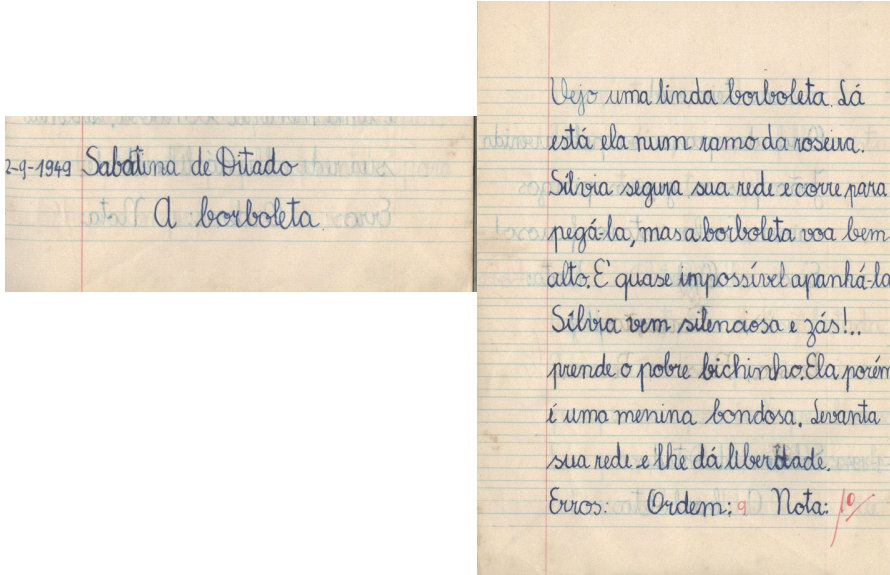 2-9-1949 Sabatina de Ditado
A borboleta
Vejo uma linda borboleta. Lá
está ela num ramo da roseira.
Silvia segura sua rede e corre para
pegá-la, mas a borboleta voa bem
alto. É quase impossível apanhá-la
Sílvia vem silenciosa e zás!..
prende o pobre bichinho. Ela porém
é uma menina bondosa. Levanta
sua rede e lhe dá liberdade.
Erros: Ordem: 9 Nota: 10